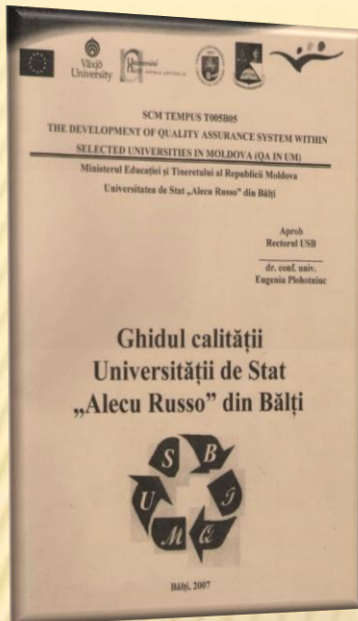 Växjö
University
SCM TEMPUS T005B05
THE DEVELOPMENT OF QUALITY ASSURANCE SYSTEM WITHIN
SELECTED UNIVERSITIES IN MOLDOVA (QA IN UM)
Ministerul Educației și Tineretului al Republicii Moldova
Universitatea de Stat „Alecu Russo” din Bălți
Aprob
Rectorul USB
dr. conf. univ.
Eugenia Plohotniuc
Ghidul calității
Universității de Stat
„Alecu Russo” din Bălți
S B
U I
M Q
Bălți, 2007